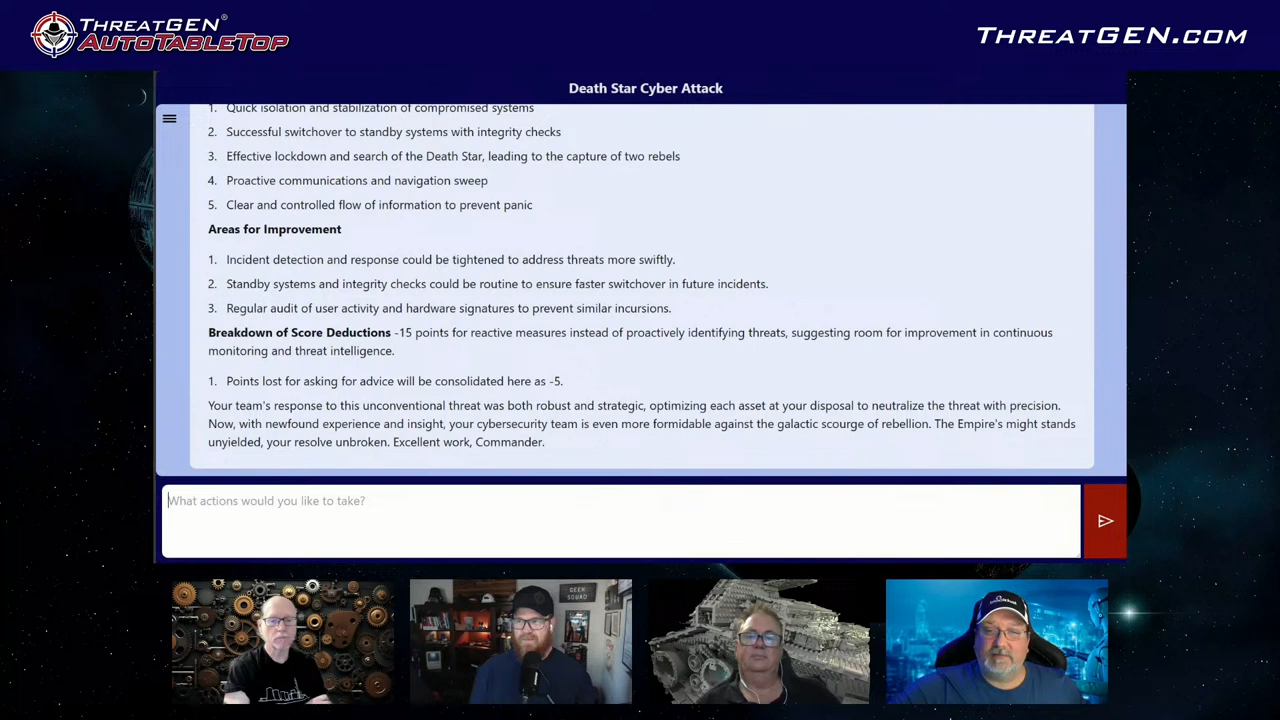 THREATGEN®
AUTOTABLETOP
THREATGEN.COM
Death Star Cyber Attack
1. Quick isolation and stabilization of compromised systems
2. Successful switchover to standby systems with integrity checks
3. Effective lockdown and search of the Death Star, leading to the capture of two rebels
4. Proactive communications and navigation sweep
5. Clear and controlled flow of information to prevent panic
Areas for Improvement
1. Incident detection and response could be tightened to address threats more swiftly.
2. Standby systems and integrity checks could be routine to ensure faster switchover in future incidents.
3. Regular audit of user activity and hardware signatures to prevent similar incursions.
Breakdown of Score Deductions -15 points for reactive measures instead of proactively identifying threats, suggesting room for improvement in continuous
monitoring and threat intelligence.
1. Points lost for asking for advice will be consolidated here as -5.
Your team's response to this unconventional threat was both robust and strategic, optimizing each asset at your disposal to neutralize the threat with precision.
Now, with newfound experience and insight, your cybersecurity team is even more formidable against the galactic scourge of rebellion. The Empire's might stands
unyielded, your resolve unbroken. Excellent work, Commander.
What actions would you like to take?
GEEK
SQUAD